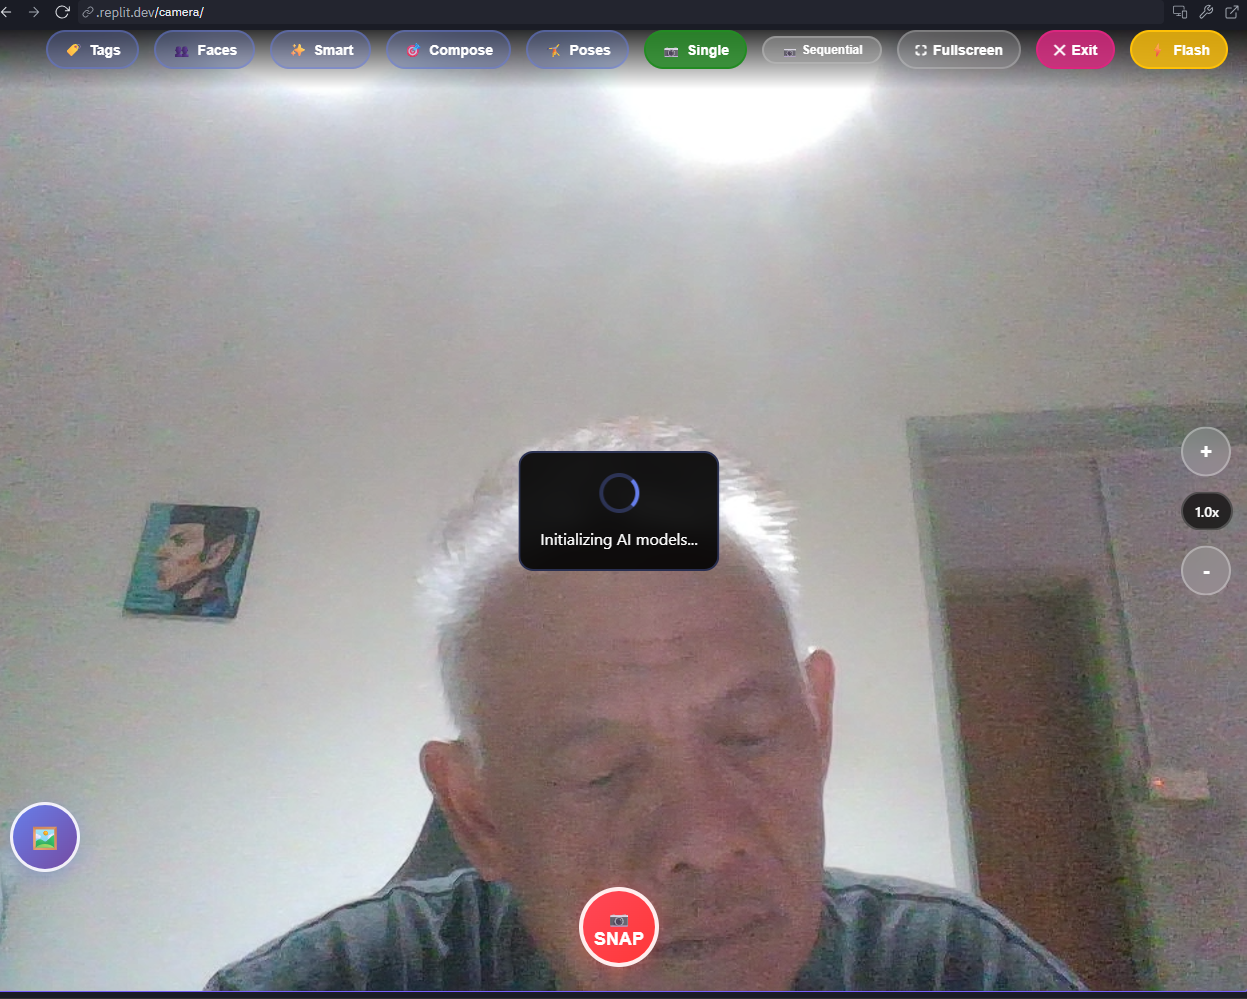 .replit.dev/camera/
Tags Faces Smart Compose Poses Single Sequential Fullscreen Exit Flash
+
Initializing AI models...
1.0x
-
SNAP